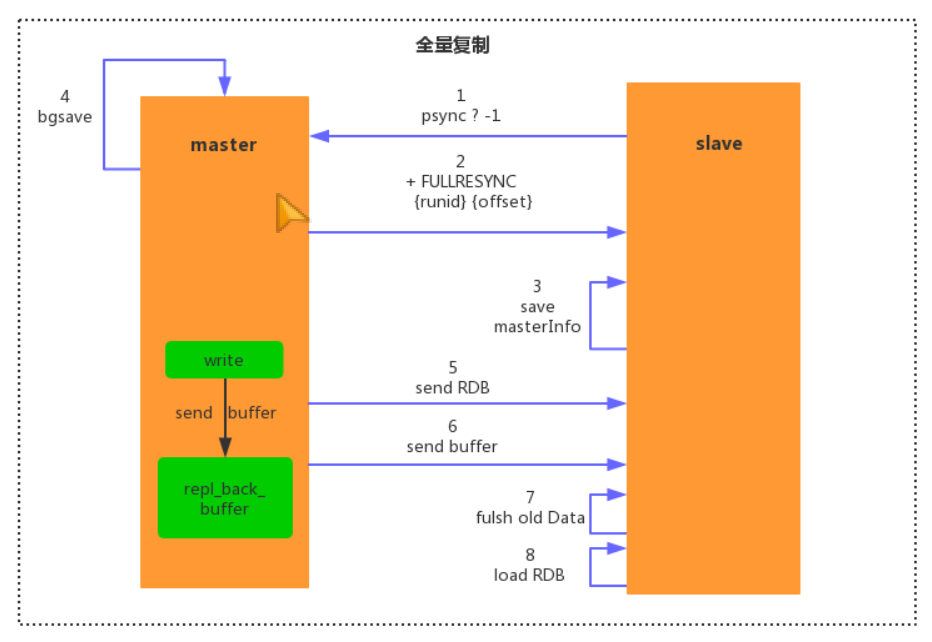 全量复制
4
bgsave
master
1
psync ? -1
slave
2
+ FULLRESYNC
{runid} {offset}
3
save
masterInfo
write
send buffer
repl_back_
buffer
5
send RDB
6
send buffer
7
fulsh old Data
8
load RDB